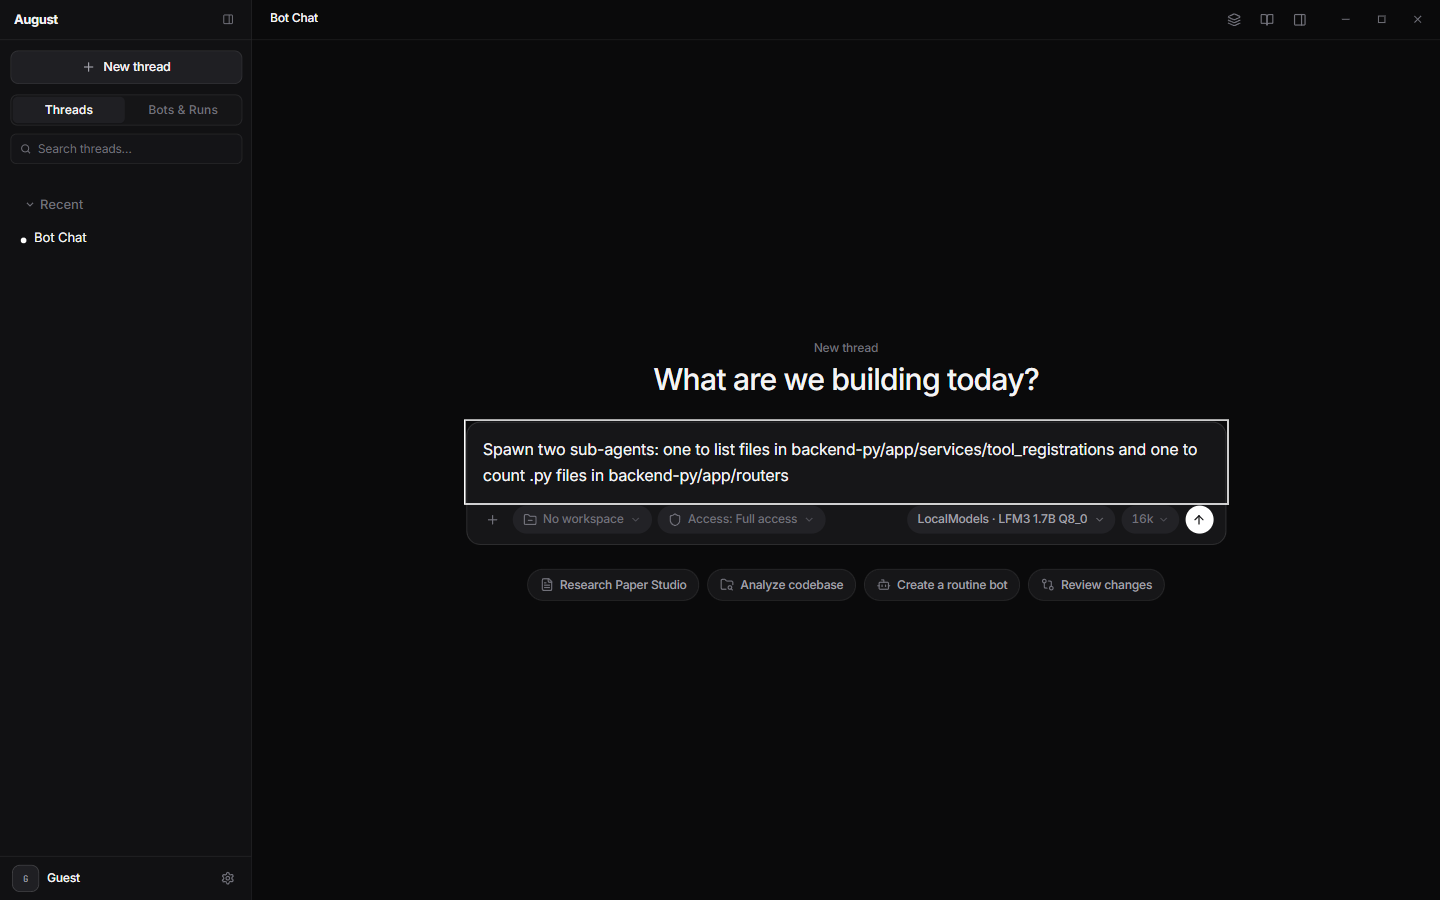 August
Bot Chat
New thread
Threads
Bots & Runs
Search threads...
Recent
Bot Chat
New thread
What are we building today?
Spawn two sub-agents: one to list files in backend-py/app/services/tool_registrations and one to
count .py files in backend-py/app/routers
No workspace
Access: Full access
LocalModels · LFM3 1.7B Q8_0
16k
Research Paper Studio
Analyze codebase
Create a routine bot
Review changes
G
Guest